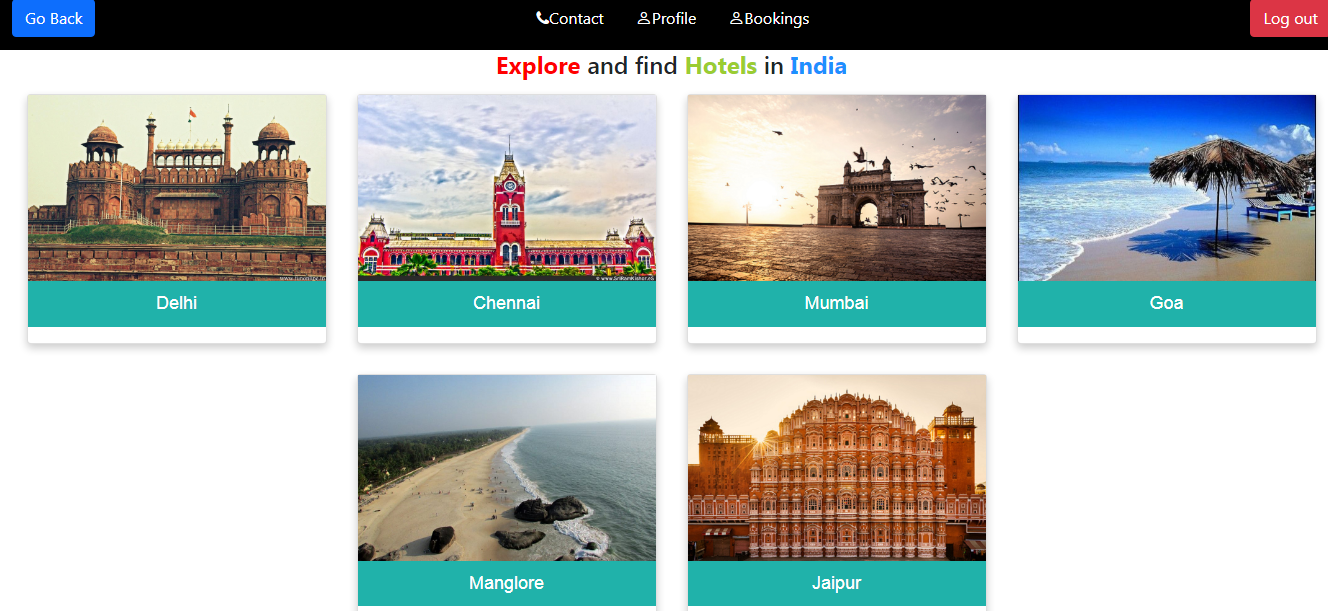 Go Back
Contact
Profile
Bookings
Log out
Explore and find Hotels in India
Delhi
Chennai
Mumbai
Goa
Manglore
Jaipur